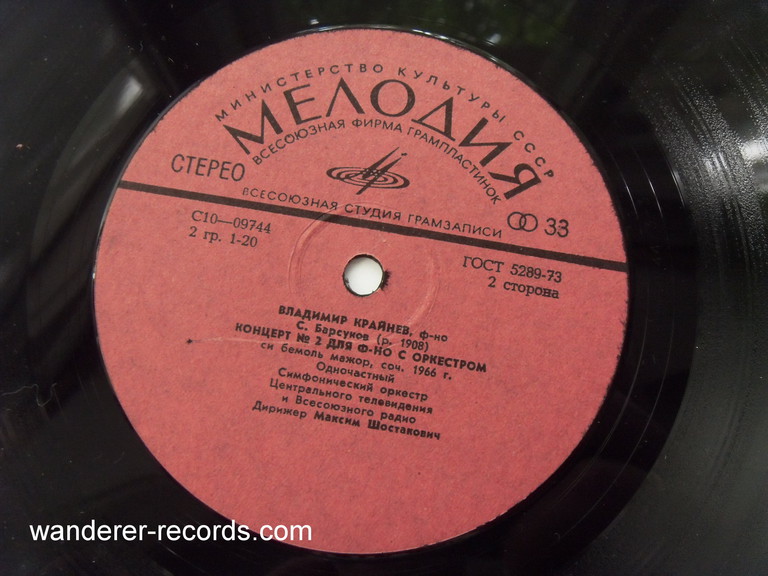 МИНИСТЕРСТВО КУЛЬТУРЫ СССР
МЕЛОДИЯ
ВСЕСОЮЗНАЯ ФИРМА ГРАМПЛАСТИНОК
СТЕРЕО
ВСЕСОЮЗНАЯ СТУДИЯ ГРАМЗАПИСИ
33
С10—09744
2 гр. 1-20
ГОСТ 5289-73
2 сторона
ВЛАДИМИР КРАЙНЕВ, ф-но
С. Барсуков (р. 1908)
КОНЦЕРТ № 2 ДЛЯ Ф-НО С ОРКЕСТРОМ
си бемоль мажор, соч. 1966 г.
Одночастный
Симфонический оркестр
Центрального телевидения
и Всесоюзного радио
Дирижер Максим Шостакович
wanderer-records.com